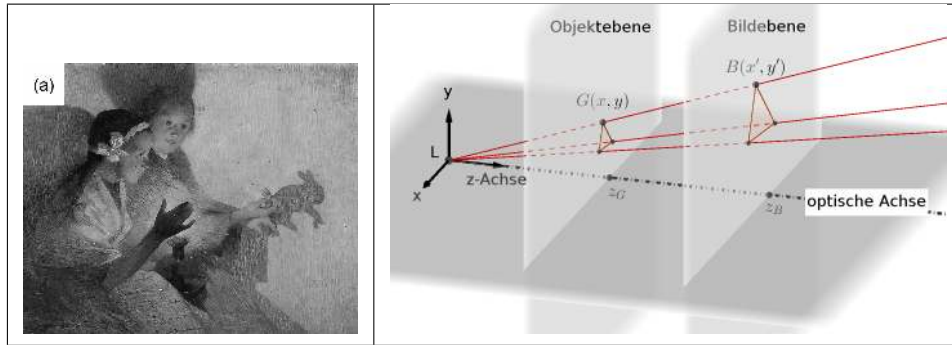 (a)
Objektebene
Bildebene
B(x′, y′)
G(x, y)
y
L
x
z-Achse
z_G
z_B
optische Achse